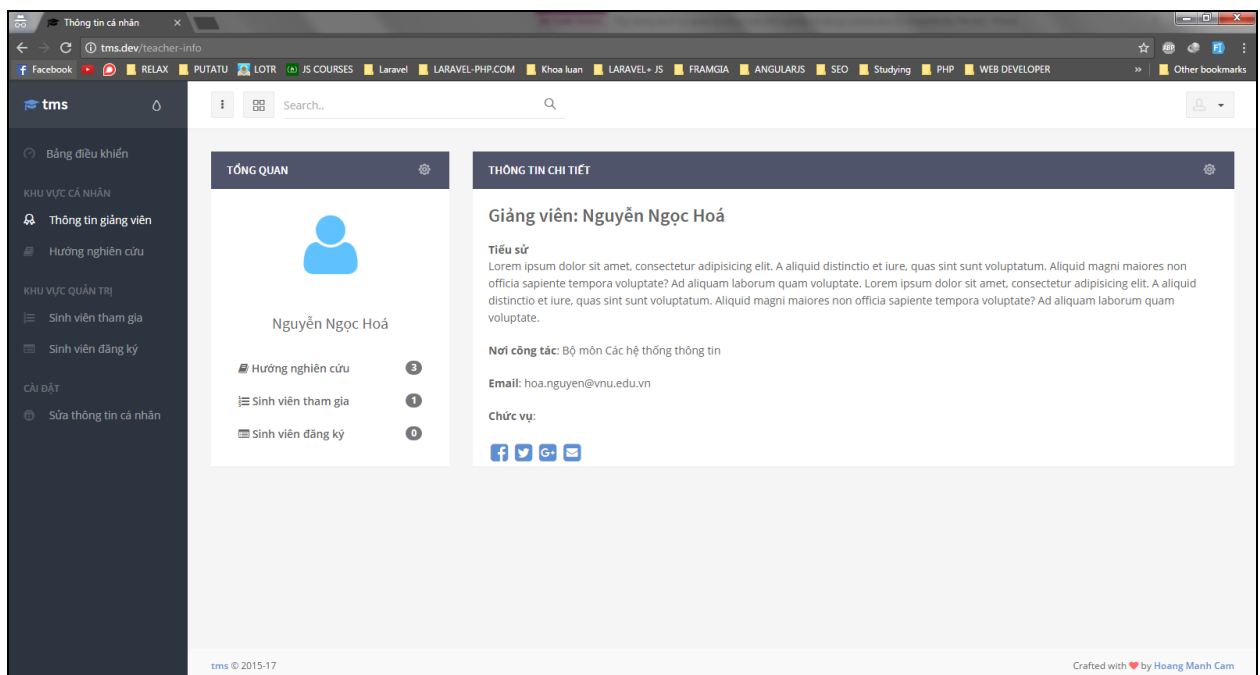 Thông tin cá nhân
tms.dev/teacher-info
Facebook RELAX PUTATU LOTR JS COURSES Laravel LARAVEL-PHP.COM Khoa luan LARAVEL+ JS FRAMGIA ANGULARJS SEO Studying PHP WEB DEVELOPER » Other bookmarks
tms
Search..
Bảng điều khiển
KHU VỰC CÁ NHÂN
Thông tin giảng viên
Hướng nghiên cứu
KHU VỰC QUẢN TRỊ
Sinh viên tham gia
Sinh viên đăng ký
CÀI ĐẶT
Sửa thông tin cá nhân
TỔNG QUAN
Nguyễn Ngọc Hoá
Hướng nghiên cứu 3
Sinh viên tham gia 1
Sinh viên đăng ký 0
THÔNG TIN CHI TIẾT
Giảng viên: Nguyễn Ngọc Hoá
Tiểu sử
Lorem ipsum dolor sit amet, consectetur adipisicing elit. A aliquid distinctio et iure, quas sint sunt voluptatum. Aliquid magni maiores non
officia sapiente tempora voluptate? Ad aliquam laborum quam voluptate. Lorem ipsum dolor sit amet, consectetur adipisicing elit. A aliquid
distinctio et iure, quas sint sunt voluptatum. Aliquid magni maiores non officia sapiente tempora voluptate? Ad aliquam laborum quam
voluptate.
Nơi công tác: Bộ môn Các hệ thống thông tin
Email: hoa.nguyen@vnu.edu.vn
Chức vụ:
tms © 2015-17
Crafted with ❤ by Hoang Manh Cam